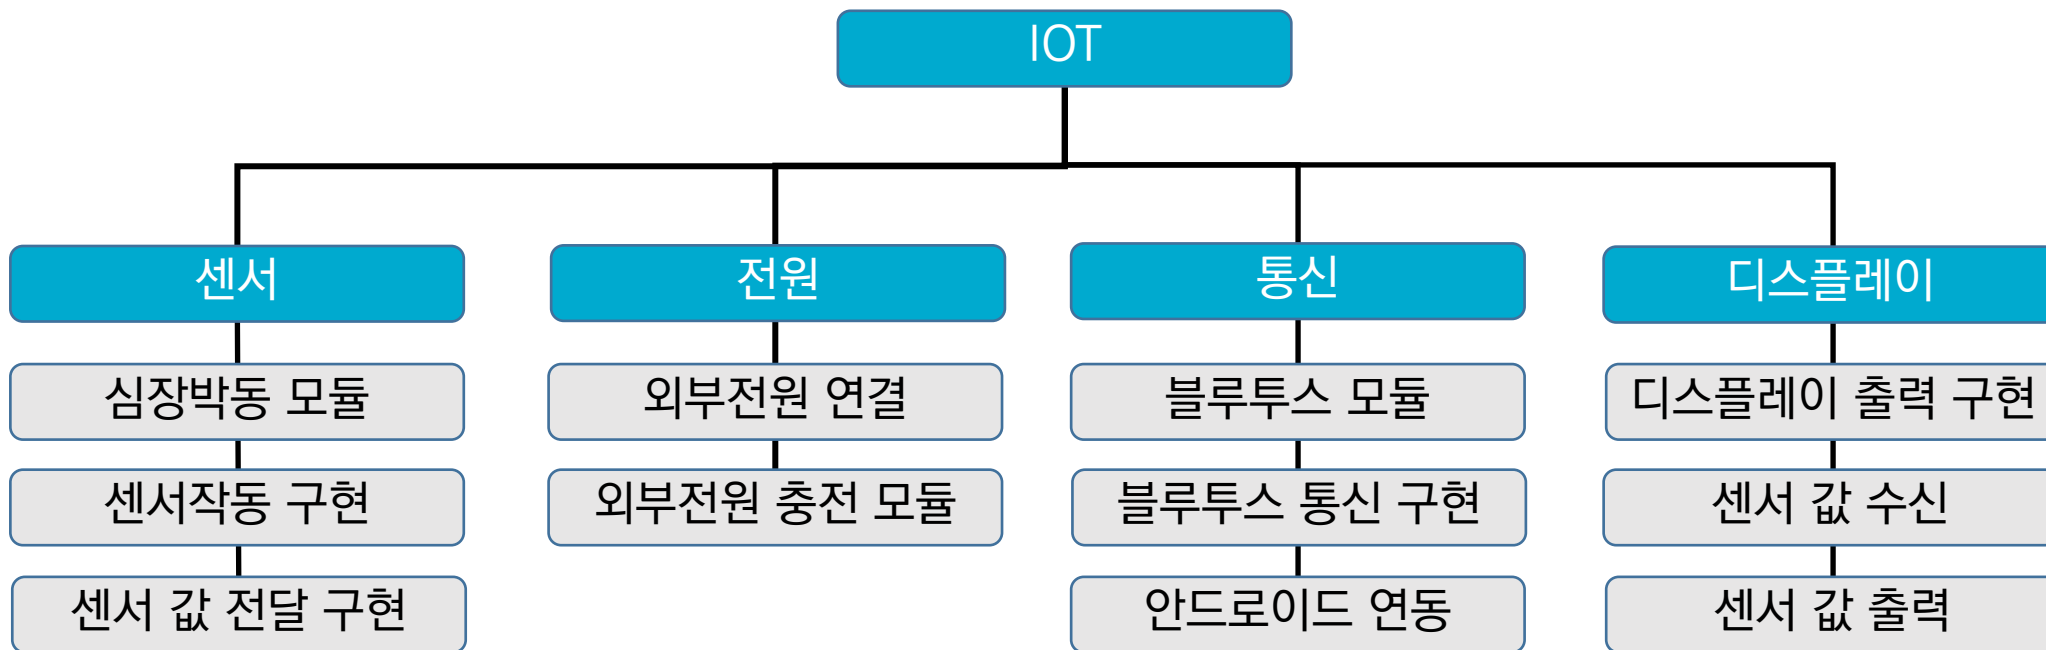 IOT
센서
전원
통신
디스플레이
심장박동 모듈
외부전원 연결
블루투스 모듈
디스플레이 출력 구현
센서작동 구현
외부전원 충전 모듈
블루투스 통신 구현
센서 값 수신
센서 값 전달 구현
안드로이드 연동
센서 값 출력